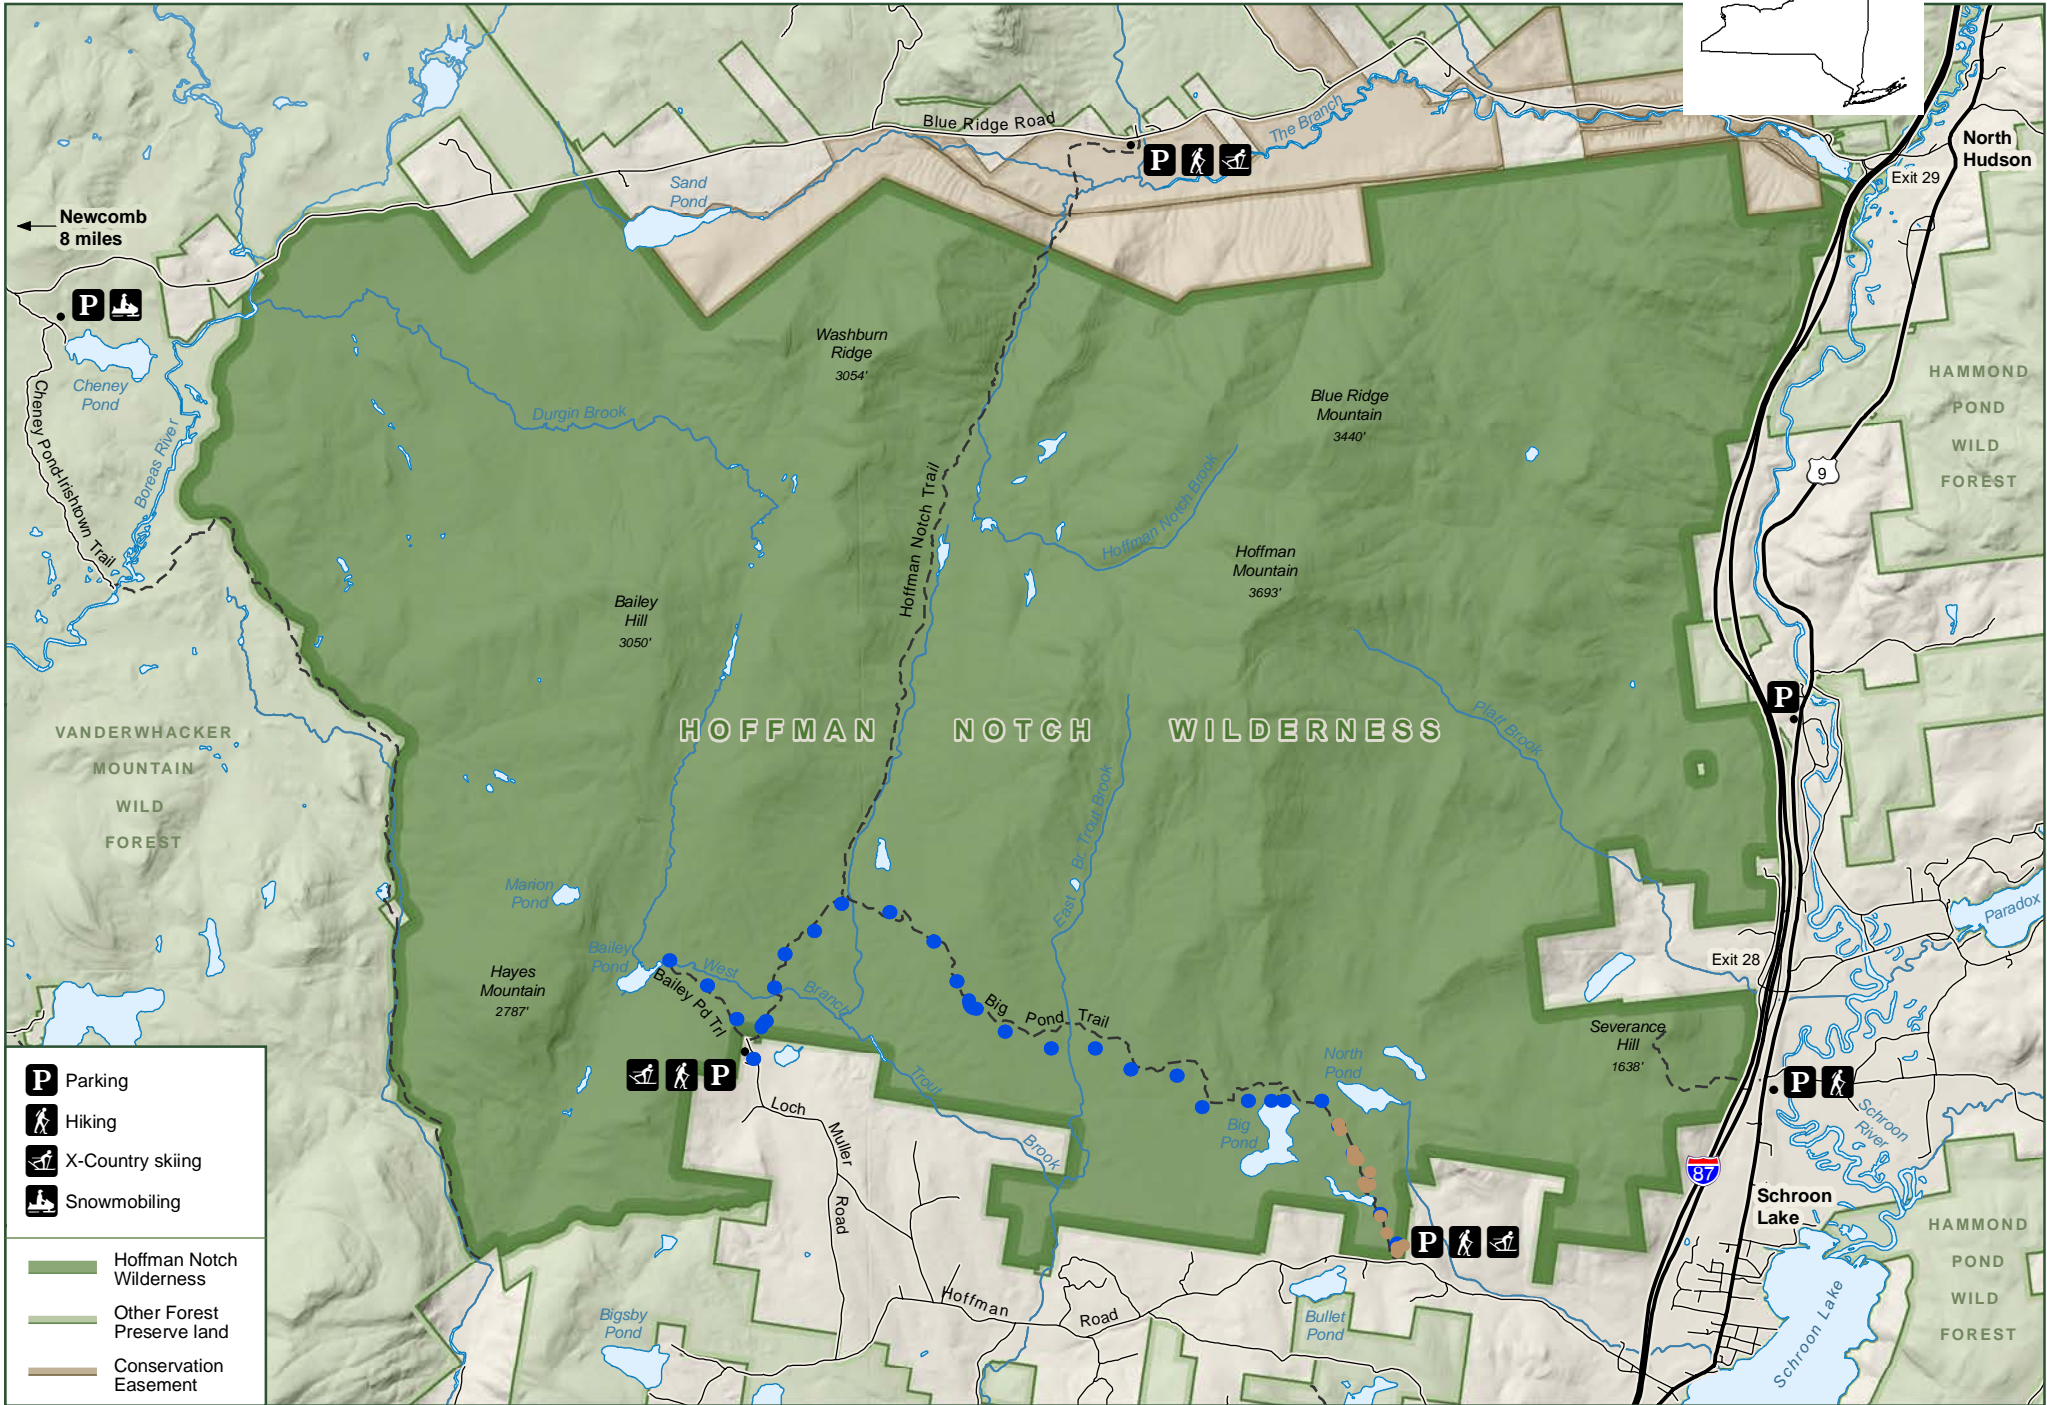 Blue Ridge Road
The Branch
North
Hudson
Exit 29
Sand
Pond
Newcomb
8 miles
P
P
Cheney
Pond
Cheney Pond-Irishtown Trail
Boreas River
Durgin Brook
Washburn
Ridge
3054'
Blue Ridge
Mountain
3440'
HAMMOND
POND
WILD
FOREST
9
Hoffman Notch Trail
Hoffman Notch Brook
Hoffman
Mountain
3693'
Bailey
Hill
3050'
P
HOFFMAN NOTCH WILDERNESS
Platt Brook
VANDERWHACKER
MOUNTAIN
WILD
FOREST
East Br. Trout Brook
Marion
Pond
Paradox
Bailey
Pond
West
Branch
Trout
Brook
Bailey Pd Trl
Exit 28
Hayes
Mountain
2787'
Big Pond Trail
Severance
Hill
1638'
North
Pond
P
P
Big
Pond
Schroon
River
Loch
Muller
Road
87
Schroon
Lake
P
HAMMOND
POND
WILD
FOREST
Hoffman
Road
Bullet
Pond
Bigsby
Pond
Schroon Lake
P Parking
Hiking
X-Country skiing
Snowmobiling
Hoffman Notch
Wilderness
Other Forest
Preserve land
Conservation
Easement